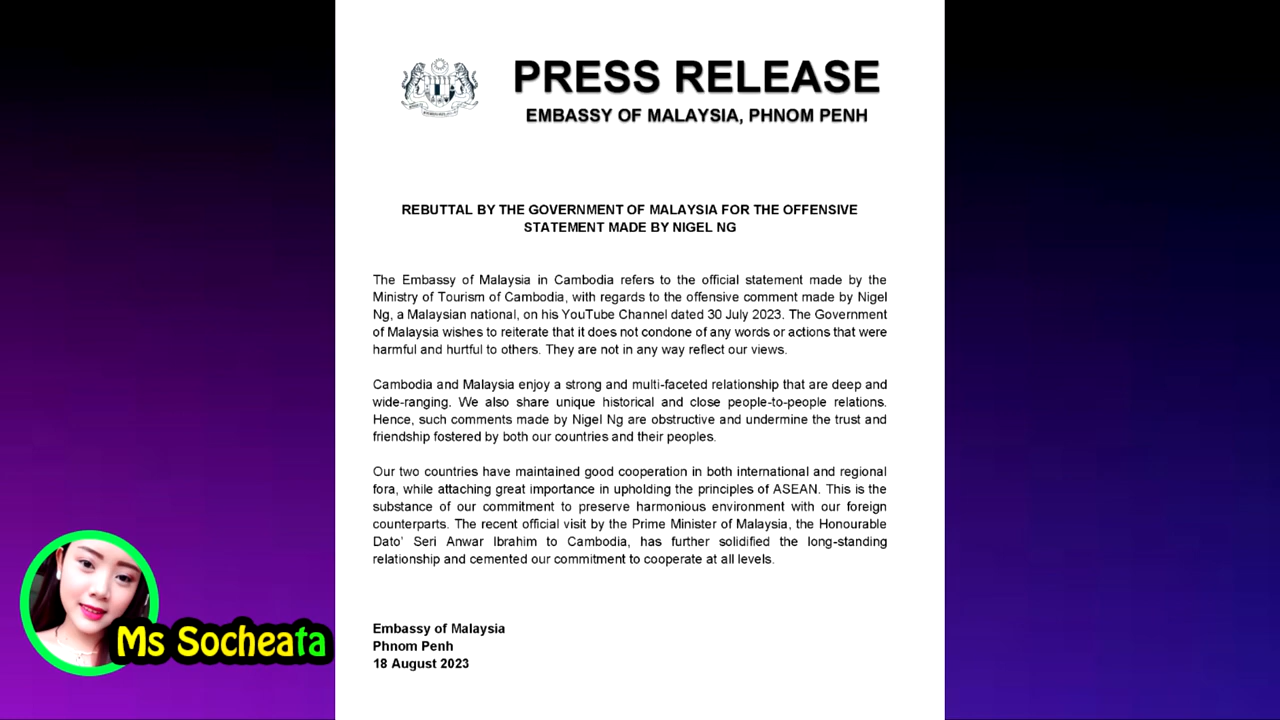 PRESS RELEASE
EMBASSY OF MALAYSIA, PHNOM PENH
REBUTTAL BY THE GOVERNMENT OF MALAYSIA FOR THE OFFENSIVE
STATEMENT MADE BY NIGEL NG
The Embassy of Malaysia in Cambodia refers to the official statement made by the
Ministry of Tourism of Cambodia, with regards to the offensive comment made by Nigel
Ng, a Malaysian national, on his YouTube Channel dated 30 July 2023. The Government
of Malaysia wishes to reiterate that it does not condone of any words or actions that were
harmful and hurtful to others. They are not in any way reflect our views.
Cambodia and Malaysia enjoy a strong and multi-faceted relationship that are deep and
wide-ranging. We also share unique historical and close people-to-people relations.
Hence, such comments made by Nigel Ng are obstructive and undermine the trust and
friendship fostered by both our countries and their peoples.
Our two countries have maintained good cooperation in both international and regional
fora, while attaching great importance in upholding the principles of ASEAN. This is the
substance of our commitment to preserve harmonious environment with our foreign
counterparts. The recent official visit by the Prime Minister of Malaysia, the Honourable
Dato' Seri Anwar Ibrahim to Cambodia, has further solidified the long-standing
relationship and cemented our commitment to cooperate at all levels.
Embassy of Malaysia
Phnom Penh
18 August 2023
Ms Socheata